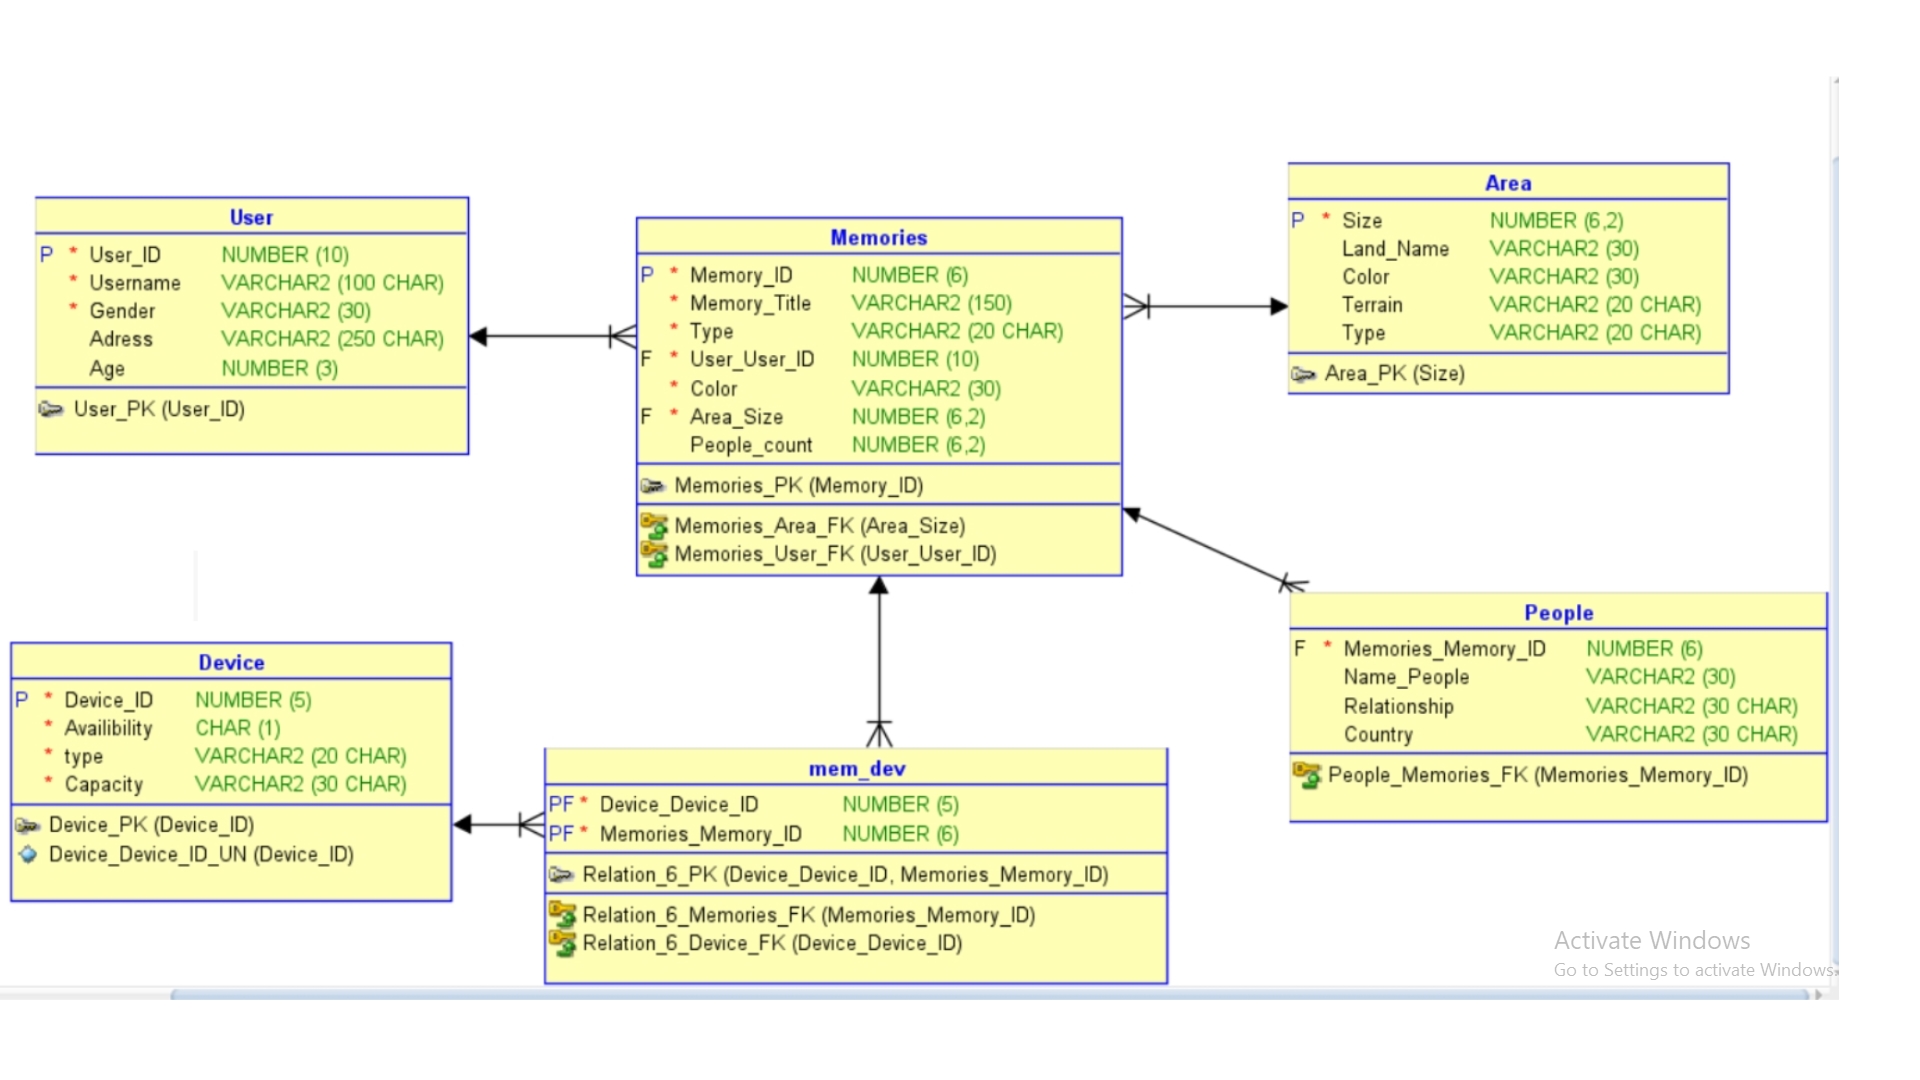 User
P * User_ID NUMBER (10)
* Username VARCHAR2 (100 CHAR)
* Gender VARCHAR2 (30)
Adress VARCHAR2 (250 CHAR)
Age NUMBER (3)
User_PK (User_ID)
Memories
P * Memory_ID NUMBER (6)
* Memory_Title VARCHAR2 (150)
* Type VARCHAR2 (20 CHAR)
F * User_User_ID NUMBER (10)
* Color VARCHAR2 (30)
F * Area_Size NUMBER (6,2)
People_count NUMBER (6,2)
Memories_PK (Memory_ID)
Memories_Area_FK (Area_Size)
Memories_User_FK (User_User_ID)
Area
P * Size NUMBER (6,2)
Land_Name VARCHAR2 (30)
Color VARCHAR2 (30)
Terrain VARCHAR2 (20 CHAR)
Type VARCHAR2 (20 CHAR)
Area_PK (Size)
Device
P * Device_ID NUMBER (5)
* Availibility CHAR (1)
* type VARCHAR2 (20 CHAR)
* Capacity VARCHAR2 (30 CHAR)
Device_PK (Device_ID)
Device_Device_ID_UN (Device_ID)
mem_dev
PF * Device_Device_ID NUMBER (5)
PF * Memories_Memory_ID NUMBER (6)
Relation_6_PK (Device_Device_ID, Memories_Memory_ID)
Relation_6_Memories_FK (Memories_Memory_ID)
Relation_6_Device_FK (Device_Device_ID)
People
F * Memories_Memory_ID NUMBER (6)
Name_People VARCHAR2 (30)
Relationship VARCHAR2 (30 CHAR)
Country VARCHAR2 (30 CHAR)
People_Memories_FK (Memories_Memory_ID)
Activate Windows
Go to Settings to activate Windows.